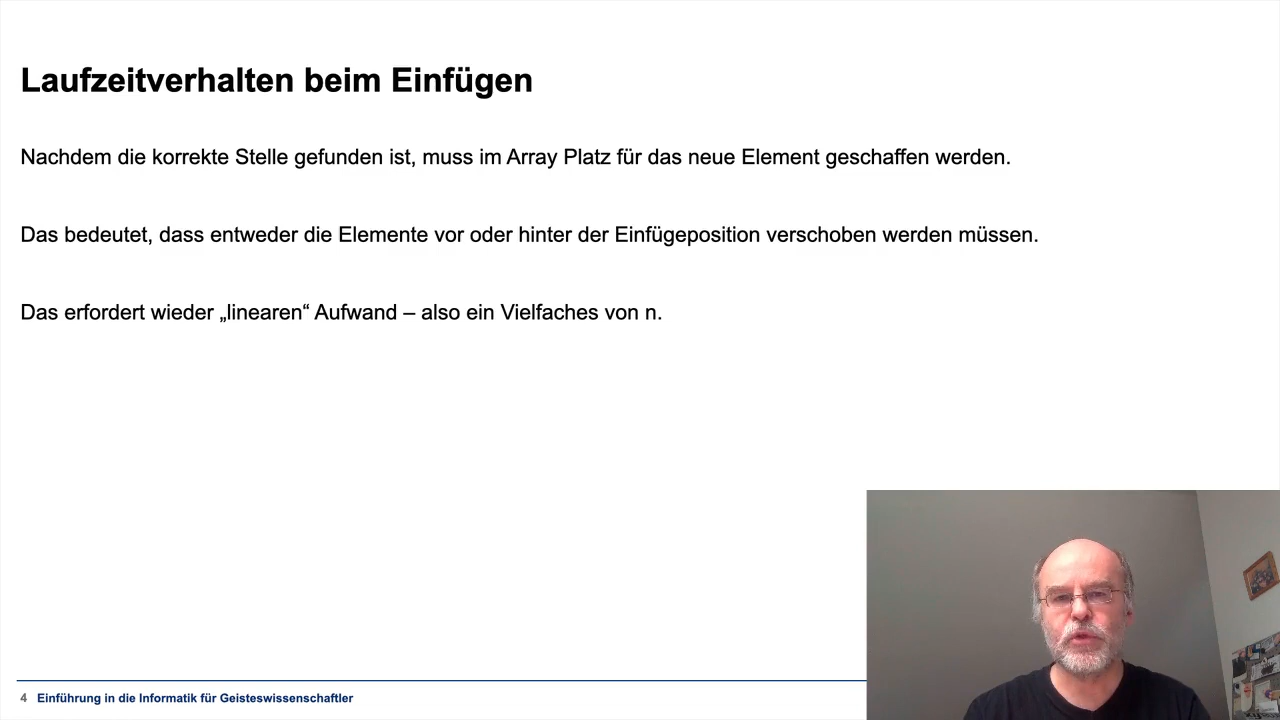 Laufzeitverhalten beim Einfügen
Nachdem die korrekte Stelle gefunden ist, muss im Array Platz für das neue Element geschaffen werden.
Das bedeutet, dass entweder die Elemente vor oder hinter der Einfügeposition verschoben werden müssen.
Das erfordert wieder „linearen“ Aufwand – also ein Vielfaches von n.
4 Einführung in die Informatik für Geisteswissenschaftler